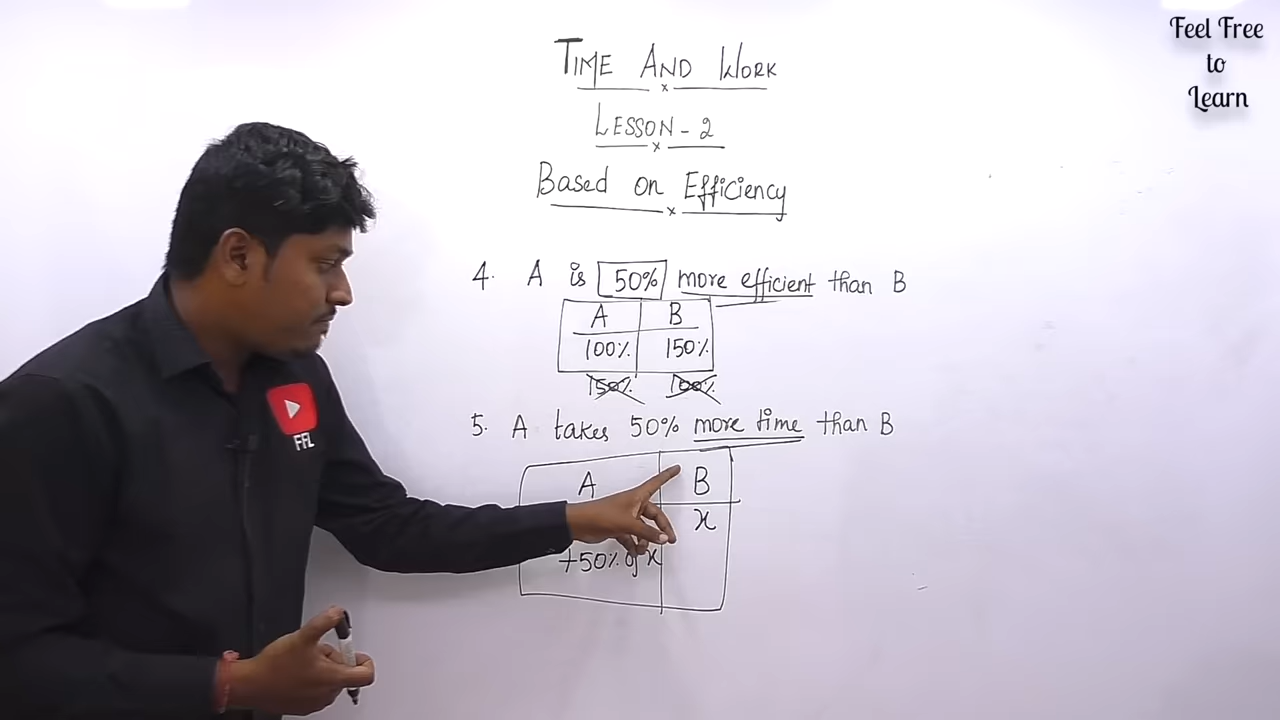 Feel Free
to
Learn
TIME AND WORK
LESSON - 2
Based on Efficiency
4. A is 50% more efficient than B
A B
100% 150%
150% 100%
5. A takes 50% more time than B
A B
x
+50% of x
FFL